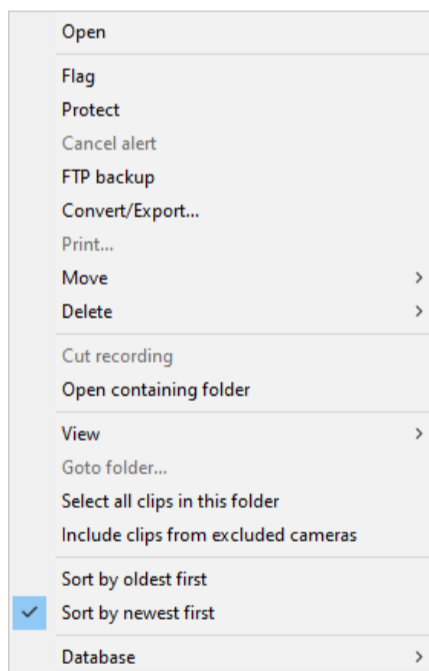 Open
Flag
Protect
Cancel alert
FTP backup
Convert/Export...
Print...
Move
Delete
Cut recording
Open containing folder
View
Goto folder...
Select all clips in this folder
Include clips from excluded cameras
Sort by oldest first
Sort by newest first
Database